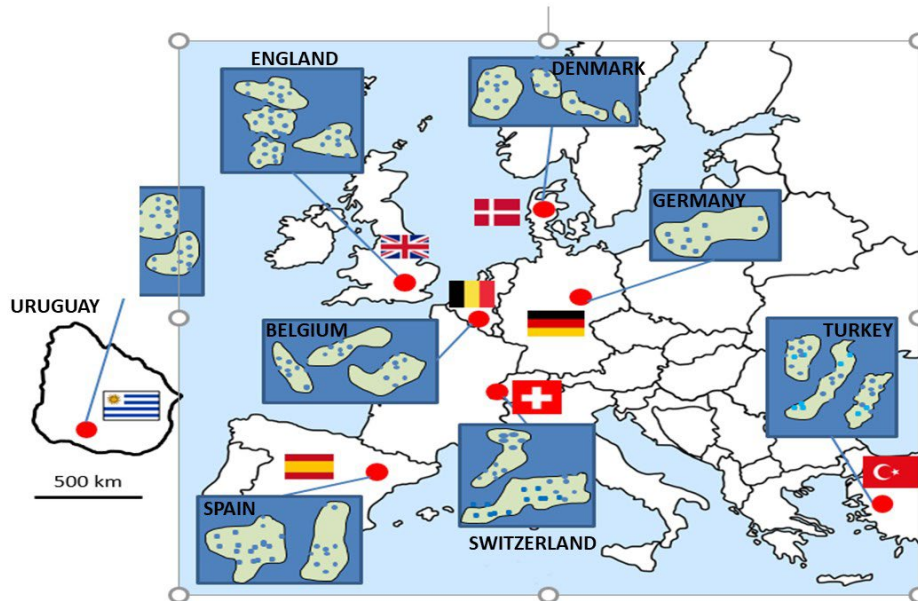 ENGLAND
DENMARK
GERMANY
URUGUAY
BELGIUM
TURKEY
500 km
SPAIN
SWITZERLAND